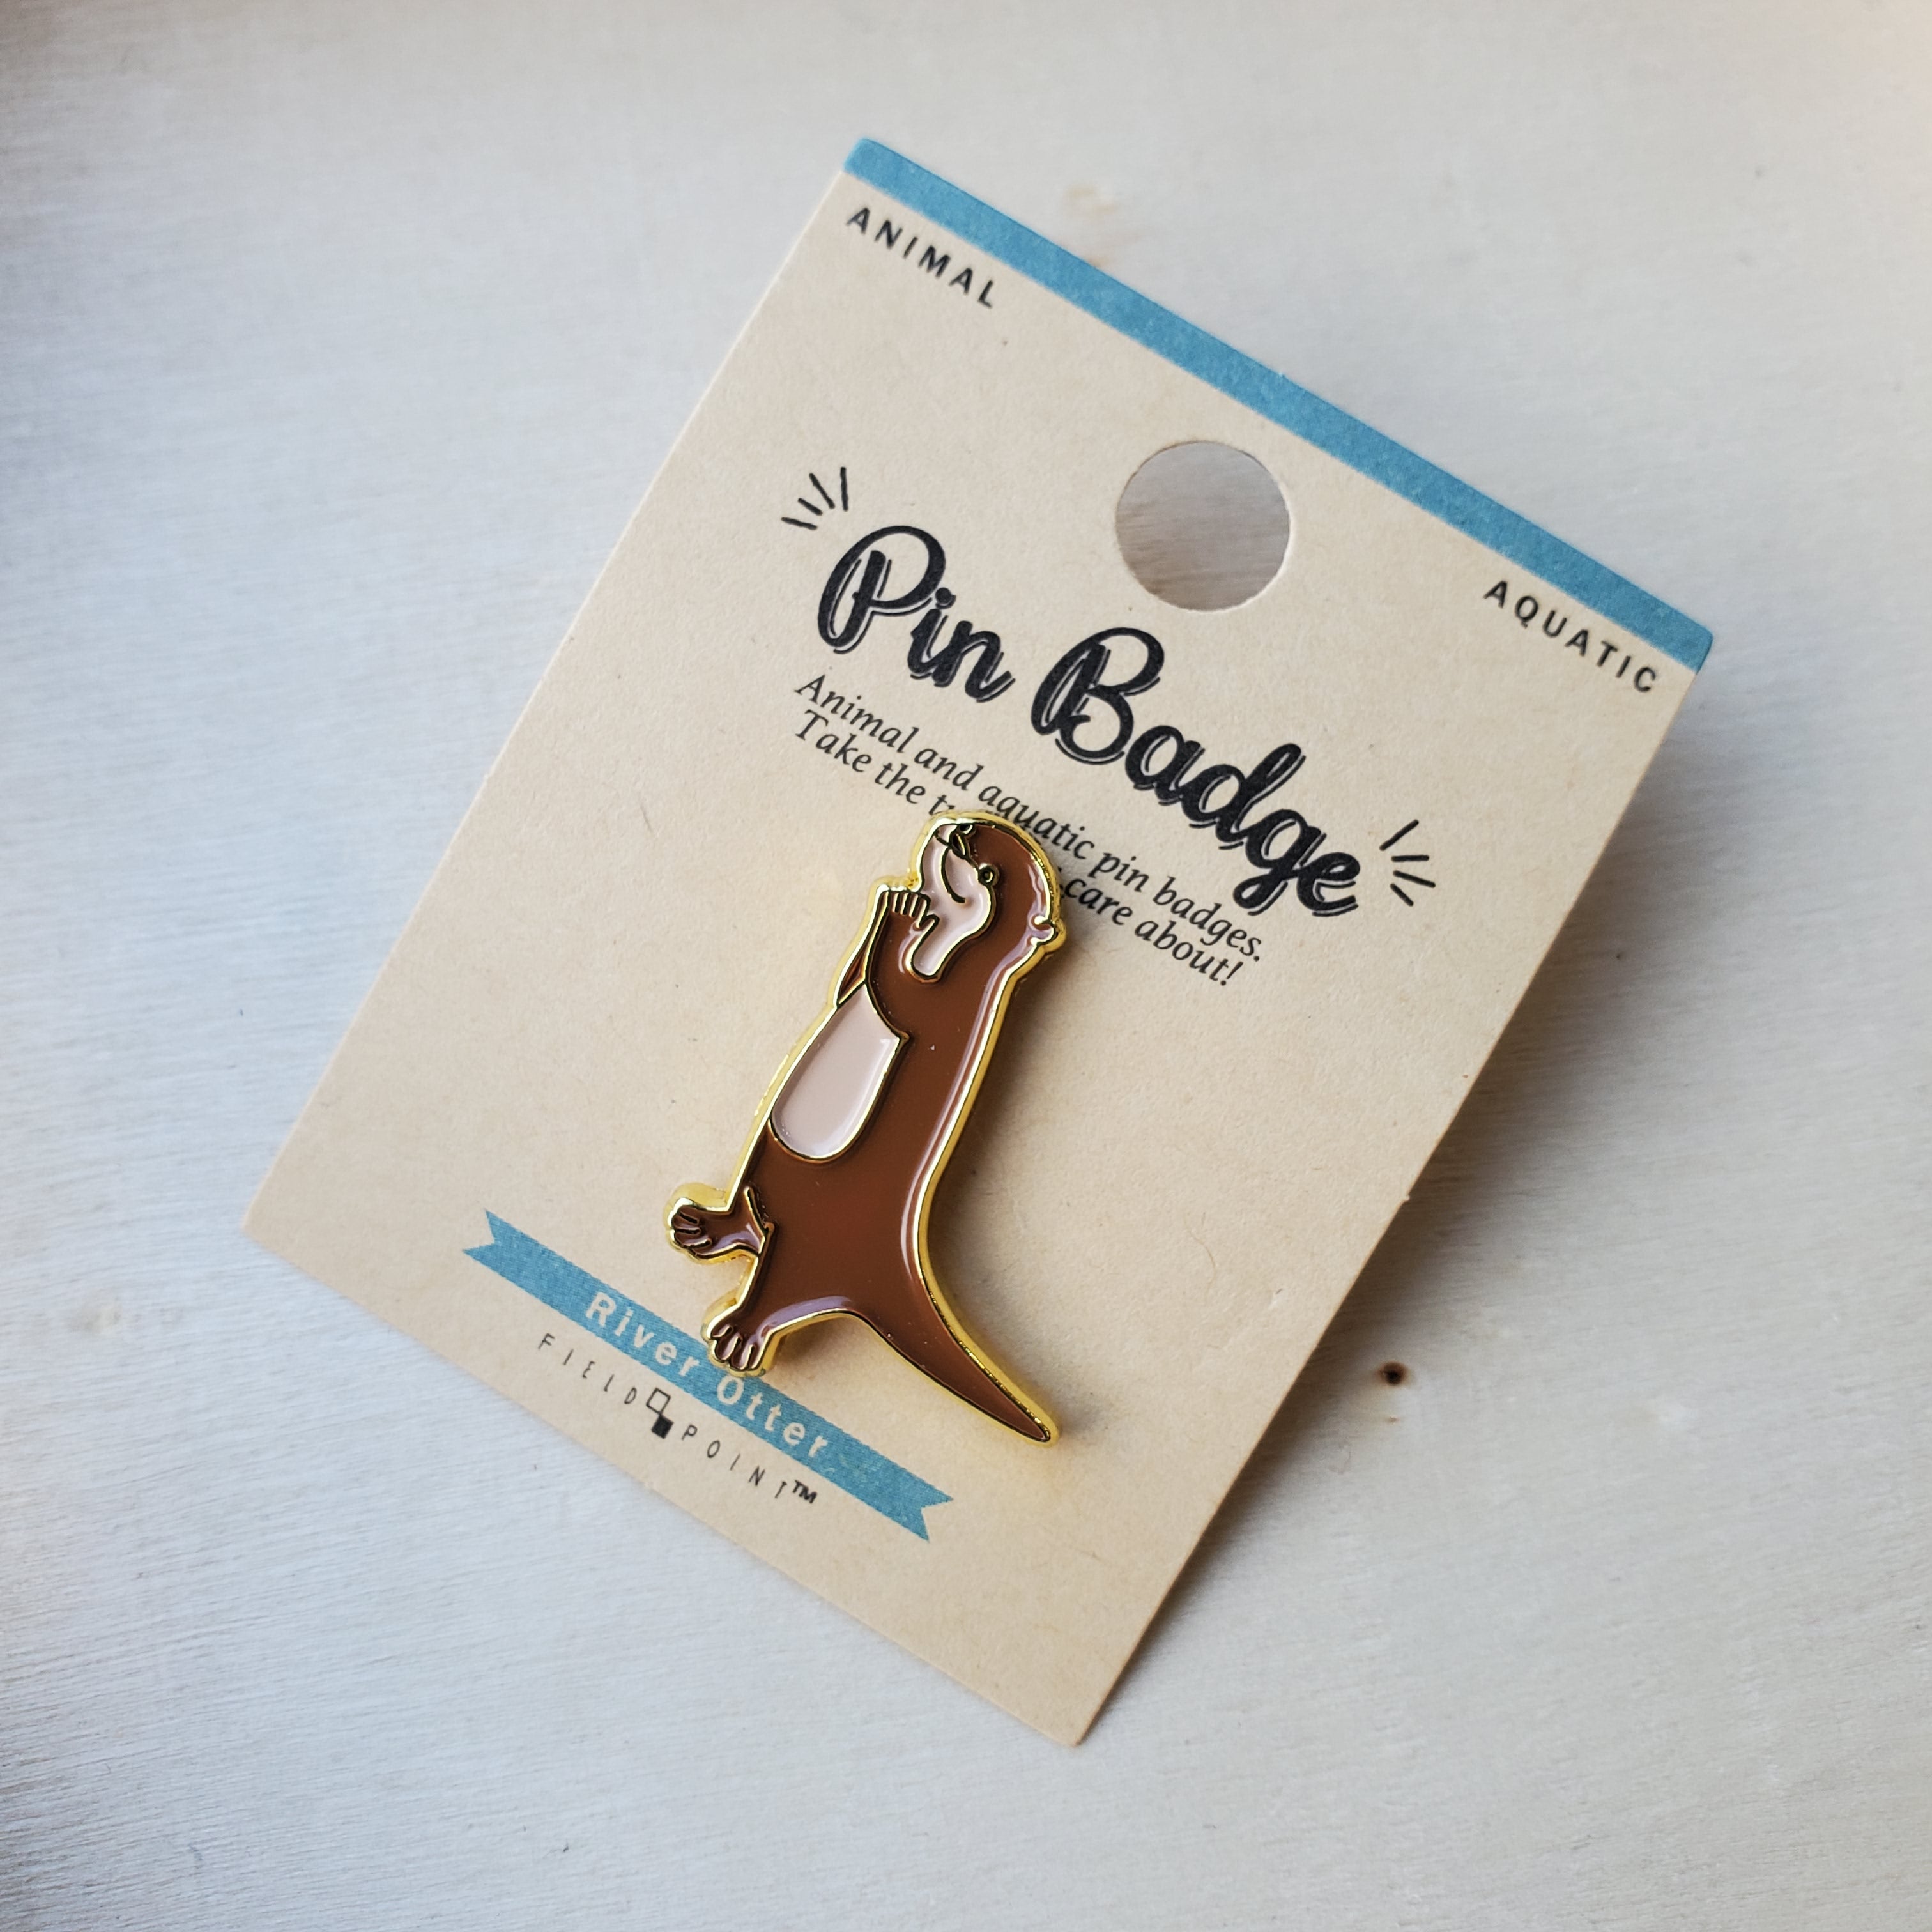 ANIMAL
AQUATIC
Pin Badge
Animal and aquatic pin badges.
Take the care about!
River Otter
FIELD POINT™